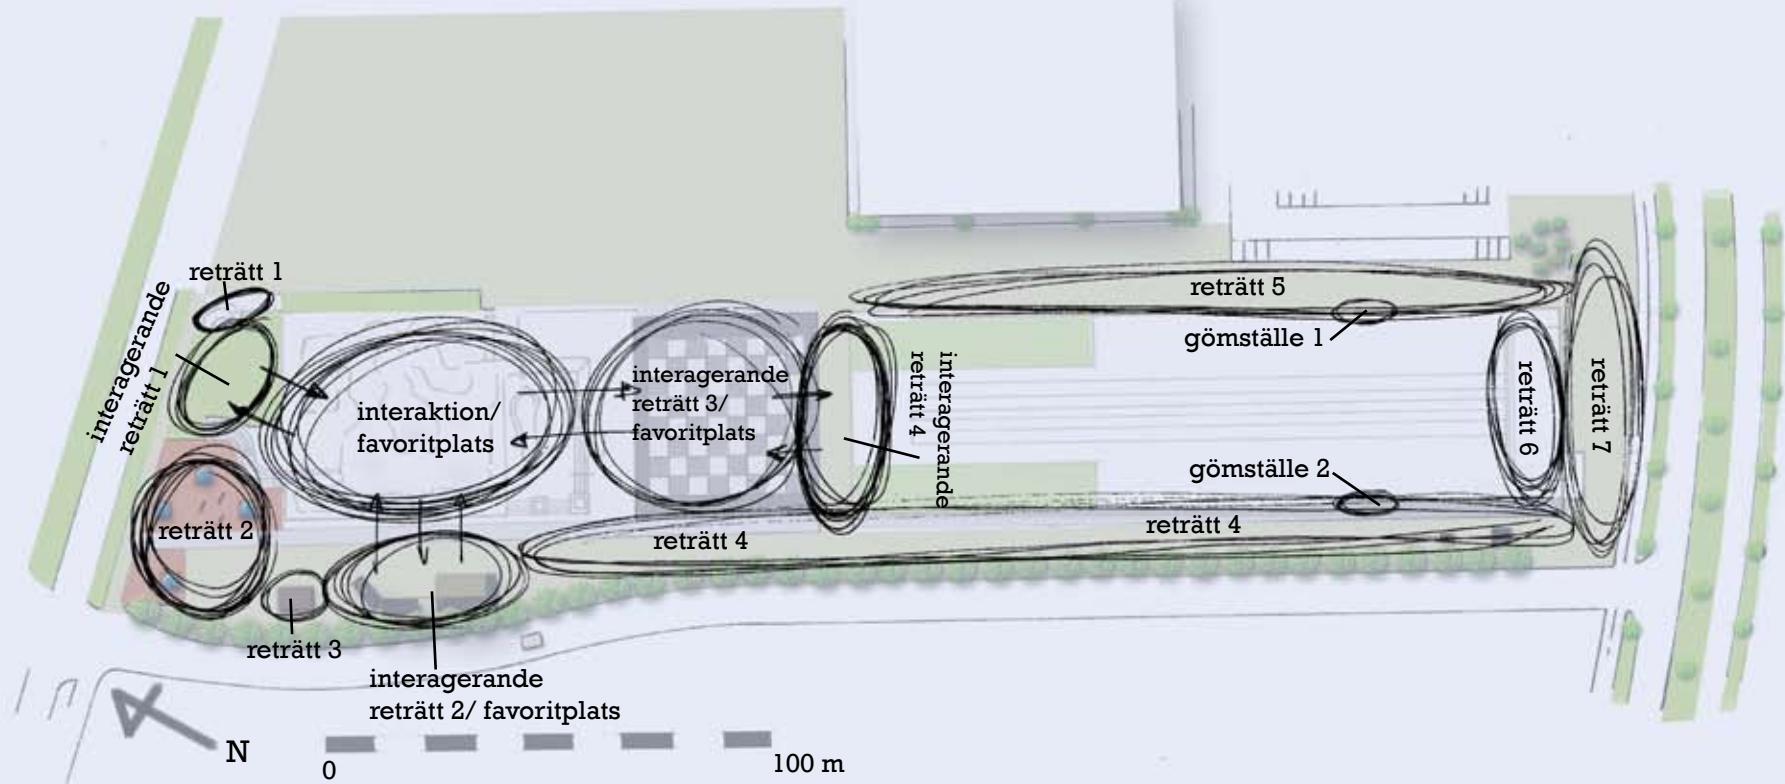 reträtt 1
interagerande
reträtt 1
reträtt 5
gömställe 1
interaktion/
favoritplats
interagerande
reträtt 3/
favoritplats
interagerande
reträtt 4
reträtt 6
reträtt 7
gömställe 2
reträtt 2
reträtt 4
reträtt 4
reträtt 3
interagerande
reträtt 2/ favoritplats
N
0
100 m